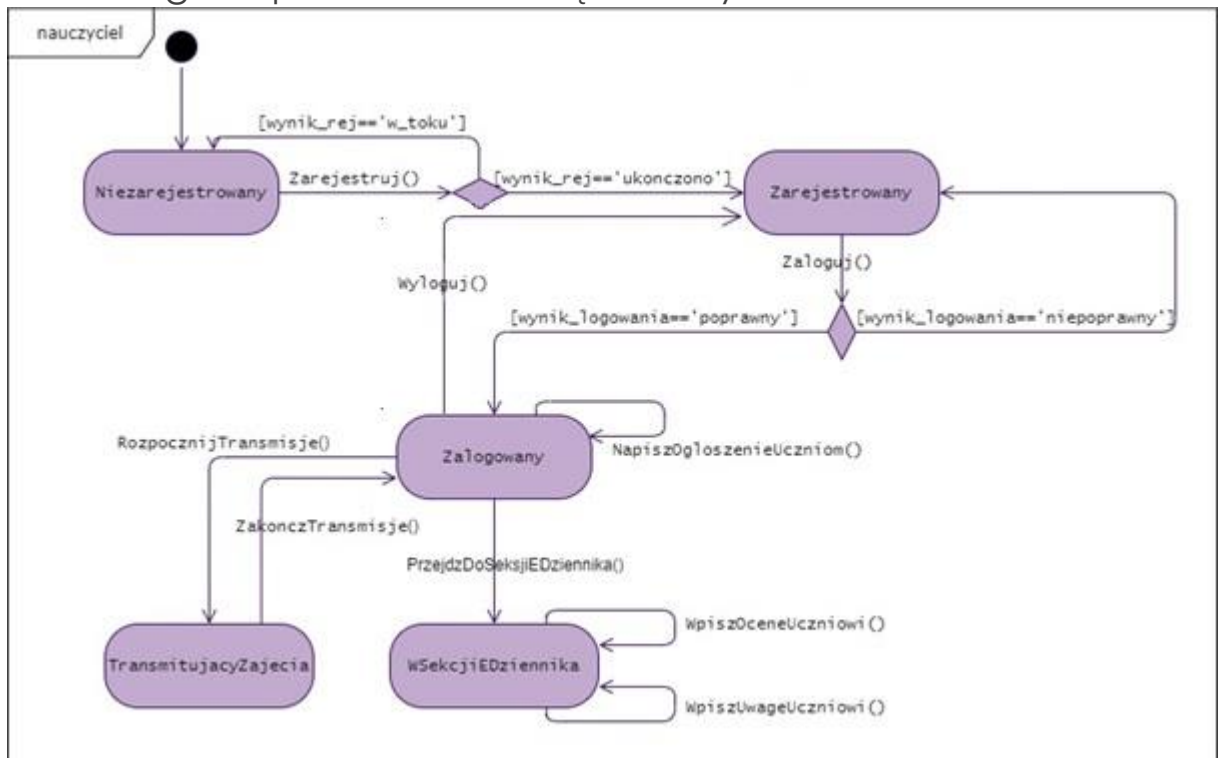 nauczyciel
[wynik_rej=='w_toku']
Niezarejestrowany
Zarejestruj()
[wynik_rej=='ukonczono']
Zarejestrowany
Zaloguj()
Wyloguj()
[wynik_logowania=='poprawny']
[wynik_logowania=='niepoprawny']
RozpocznijTransmisje()
Zalogowany
NapiszOgloszenieUczniom()
ZakonczTransmisje()
PrzejdzDoSeksjiEDziennika()
TransmitujacyZajecia
WSekcjiEDziennika
WpiszOceneUczniowi()
WpiszUwageUczniowi()